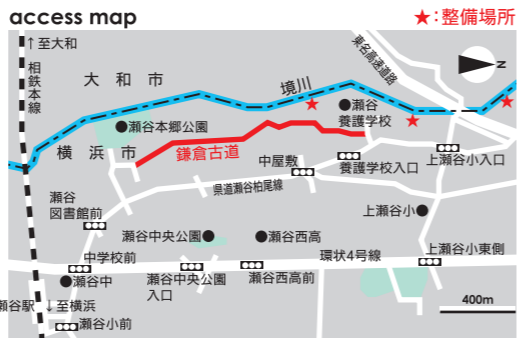 access map
★:整備場所
↑至大和
相鉄本線
大和市
境川
東名高速道路
N
瀬谷
養護学校
瀬谷本郷公園
横浜市
鎌倉古道
中屋敷
養護学校入口
上瀬谷小入口
県道瀬谷柏尾線
瀬谷
図書館前
上瀬谷小
瀬谷中央公園
瀬谷西高
環状4号線
上瀬谷小東側
中学校前
瀬谷中央公園
入口
瀬谷西高前
瀬谷中
瀬谷駅
↓至横浜
瀬谷小前
400m